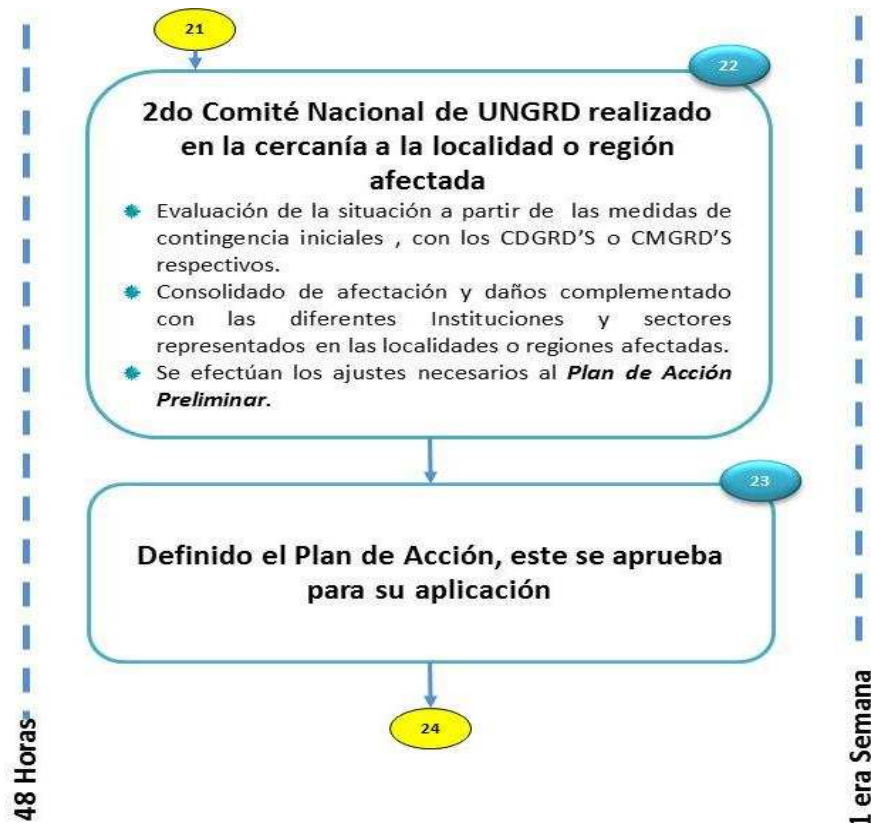 21
22
2do Comité Nacional de UNGRD realizado
en la cercanía a la localidad o región
afectada
Evaluación de la situación a partir de las medidas de
contingencia iniciales , con los CDGRD'S o CMGRD'S
respectivos.
Consolidado de afectación y daños complementado
con las diferentes Instituciones y sectores
representados en las localidades o regiones afectadas.
Se efectúan los ajustes necesarios al Plan de Acción
Preliminar.
23
Definido el Plan de Acción, este se aprueba
para su aplicación
24
48 Horas
1 era Semana